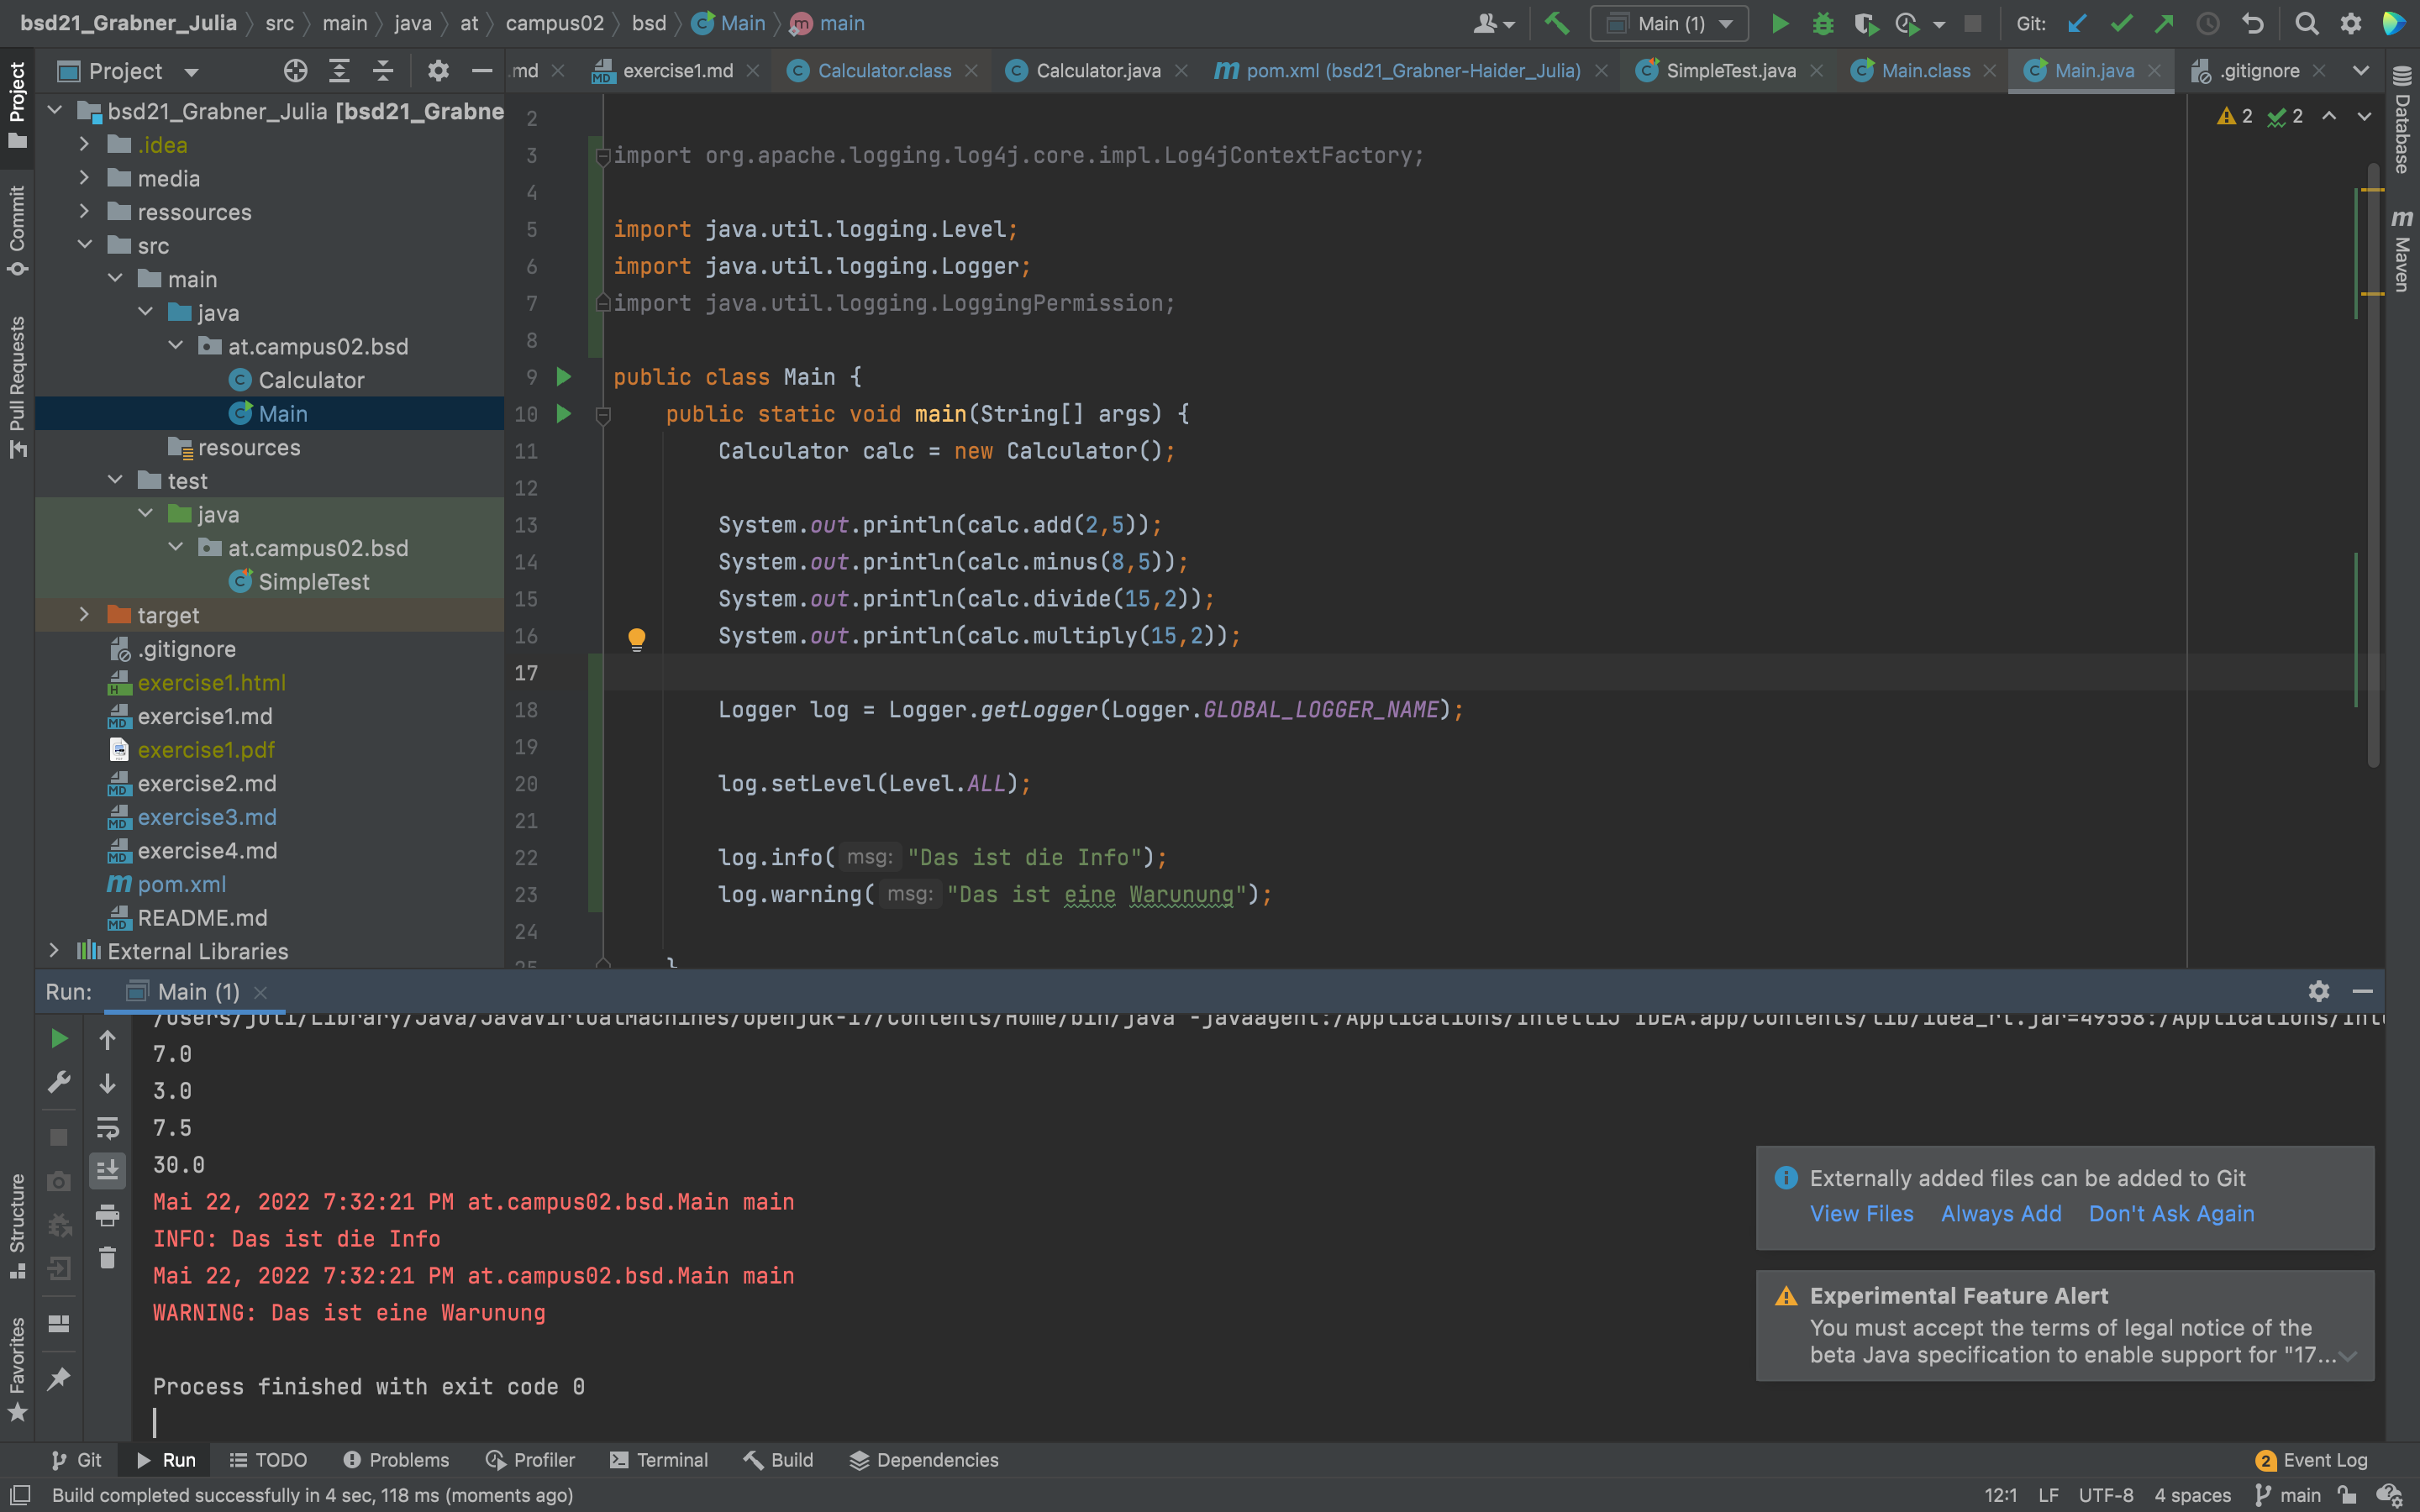 bsd21_Grabner_Julia src main java at campus02 bsd Main main
Main (1) Git:
Project
.md exercise1.md Calculator.class Calculator.java pom.xml (bsd21_Grabner-Haider_Julia) SimpleTest.java Main.class Main.java .gitignore
Project
Commit
Pull Requests
bsd21_Grabner_Julia [bsd21_Grabne
.idea
media
ressources
src
main
java
at.campus02.bsd
Calculator
Main
resources
test
java
at.campus02.bsd
SimpleTest
target
.gitignore
exercise1.html
exercise1.md
exercise1.pdf
exercise2.md
exercise3.md
exercise4.md
pom.xml
README.md
External Libraries
2 2
2
3 import org.apache.logging.log4j.core.impl.Log4jContextFactory;
4
5 import java.util.logging.Level;
6 import java.util.logging.Logger;
7 import java.util.logging.LoggingPermission;
8
9 public class Main {
10 public static void main(String[] args) {
11 Calculator calc = new Calculator();
12
13 System.out.println(calc.add(2,5));
14 System.out.println(calc.minus(8,5));
15 System.out.println(calc.divide(15,2));
16 System.out.println(calc.multiply(15,2));
17
18 Logger log = Logger.getLogger(Logger.GLOBAL_LOGGER_NAME);
19
20 log.setLevel(Level.ALL);
21
22 log.info( msg: "Das ist die Info");
23 log.warning( msg: "Das ist eine Warunung");
24
25 }
Database
Maven
Run: Main (1)
/Users/juli/Library/Java/JavaVirtualMachines/openjdk-17/Contents/Home/bin/java -javaagent:/Applications/IntelliJ IDEA.app/Contents/lib/idea_rt.jar=49558:/Applications/Inte
7.0
3.0
7.5
30.0
Mai 22, 2022 7:32:21 PM at.campus02.bsd.Main main
INFO: Das ist die Info
Mai 22, 2022 7:32:21 PM at.campus02.bsd.Main main
WARNING: Das ist eine Warunung
Process finished with exit code 0
Structure
Favorites
Externally added files can be added to Git
View Files Always Add Don't Ask Again
Experimental Feature Alert
You must accept the terms of legal notice of the
beta Java specification to enable support for "17...
Git Run TODO Problems Profiler Terminal Build Dependencies 2 Event Log
Build completed successfully in 4 sec, 118 ms (moments ago) 12:1 LF UTF-8 4 spaces main